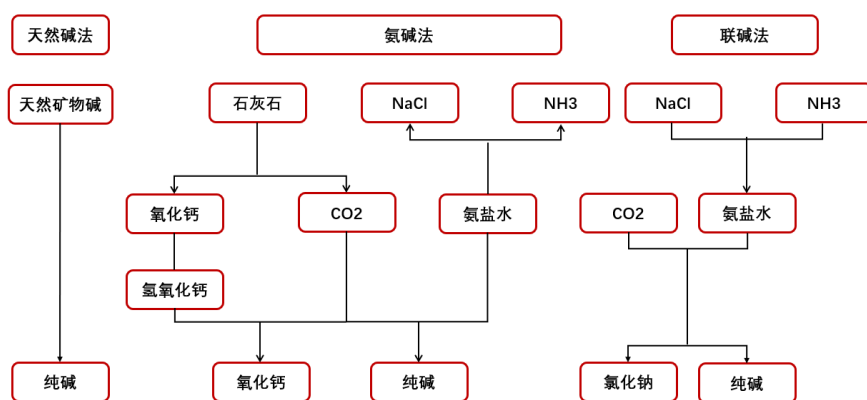 天然碱法
氨碱法
联碱法
天然矿物碱
石灰石
NaCl
NH3
NaCl
NH3
氧化钙
CO2
氨盐水
CO2
氨盐水
氢氧化钙
纯碱
氧化钙
纯碱
氯化钠
纯碱